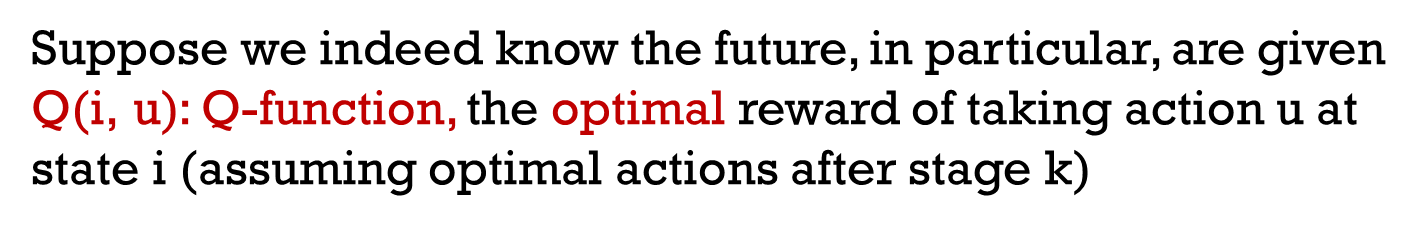 Suppose we indeed know the future, in particular, are given
Q(i, u): Q-function, the optimal reward of taking action u at
state i (assuming optimal actions after stage k)